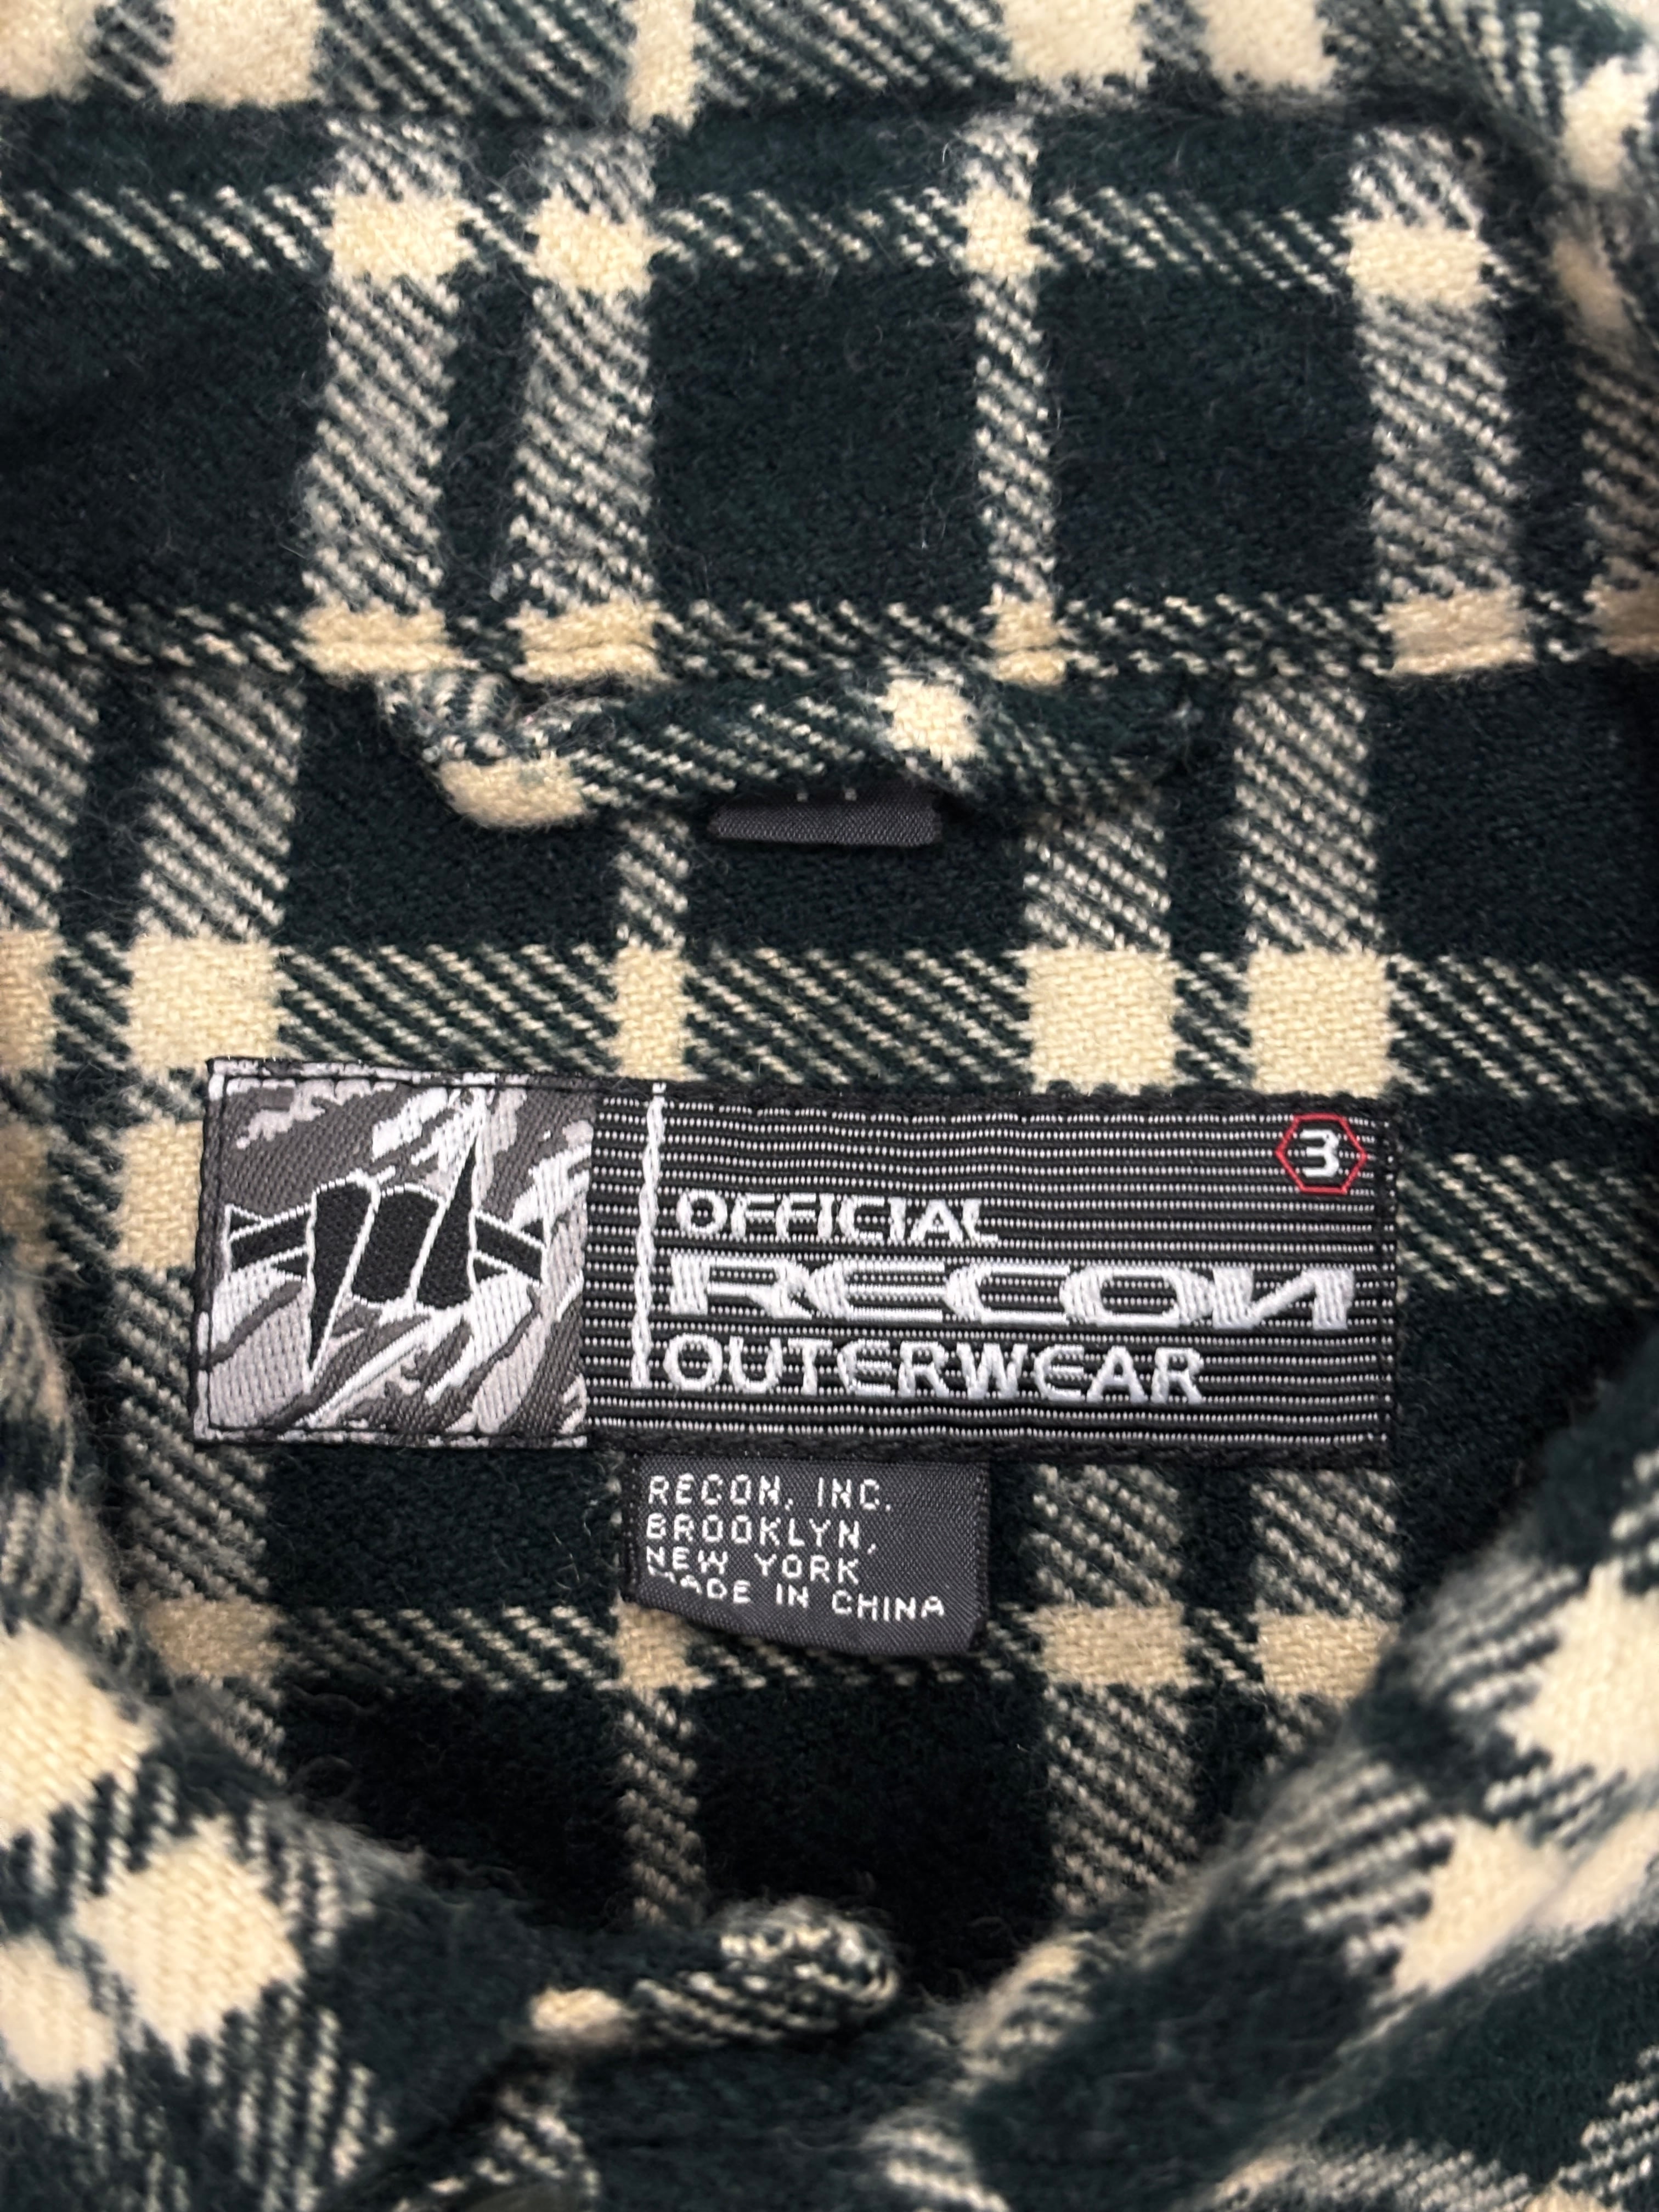 3
OFFICIAL
RECON
OUTERWEAR
RECON, INC.
BROOKLYN,
NEW YORK
MADE IN CHINA